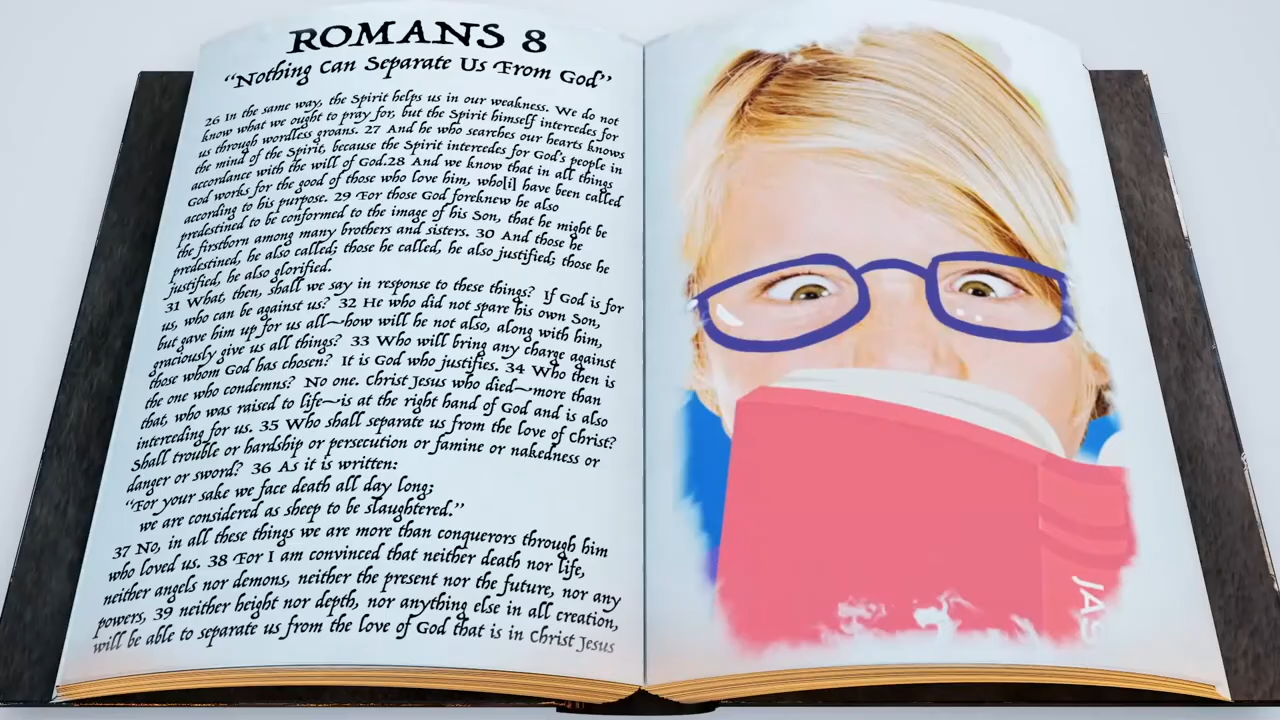 ROMANS 8
“Nothing Can Separate Us From God”
26 In the same way, the Spirit helps us in our weakness. We do not
know what we ought to pray for, but the Spirit himself intercedes for
us through wordless groans. 27 And he who searches our hearts knows
the mind of the Spirit, because the Spirit intercedes for God's people in
accordance with the will of God.28 And we know that in all things
God works for the good of those who love him, who[i] have been called
according to his purpose. 29 For those God foreknew he also
predestined to be conformed to the image of his Son, that he might be
the firstborn among many brothers and sisters. 30 And those he
predestined, he also called; those he called, he also justified; those he
justified, he also glorified.
31 What, then, shall we say in response to these things? If God is for
us, who can be against us? 32 He who did not spare his own Son,
but gave him up for us all—how will he not also, along with him,
graciously give us all things? 33 Who will bring any charge against
those whom God has chosen? It is God who justifies. 34 Who then is
the one who condemns? No one. Christ Jesus who died—more than
that, who was raised to life—is at the right hand of God and is also
interceding for us. 35 Who shall separate us from the love of Christ?
Shall trouble or hardship or persecution or famine or nakedness or
danger or sword? 36 As it is written:
“For your sake we face death all day long;
we are considered as sheep to be slaughtered.”
37 No, in all these things we are more than conquerors through him
who loved us. 38 For I am convinced that neither death nor life,
neither angels nor demons, neither the present nor the future, nor any
powers, 39 neither height nor depth, nor anything else in all creation,
will be able to separate us from the love of God that is in Christ Jesus
JAS